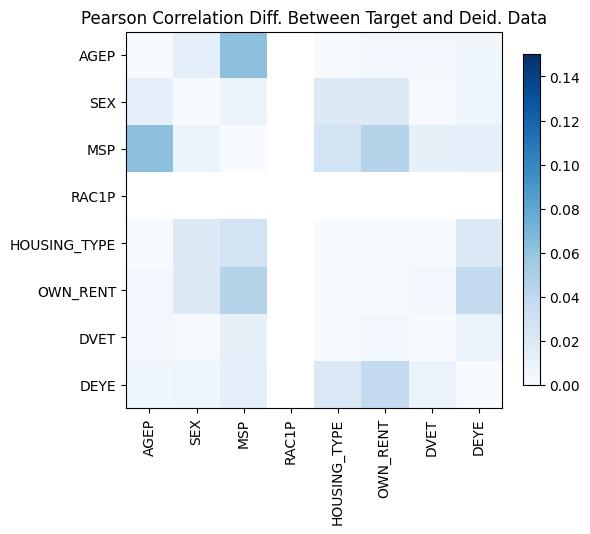 Pearson Correlation Diff. Between Target and Deid. Data
AGEP
SEX
MSP
RAC1P
HOUSING_TYPE
OWN_RENT
DVET
DEYE
AGEP
SEX
MSP
RAC1P
HOUSING_TYPE
OWN_RENT
DVET
DEYE
0.14
0.12
0.10
0.08
0.06
0.04
0.02
0.00